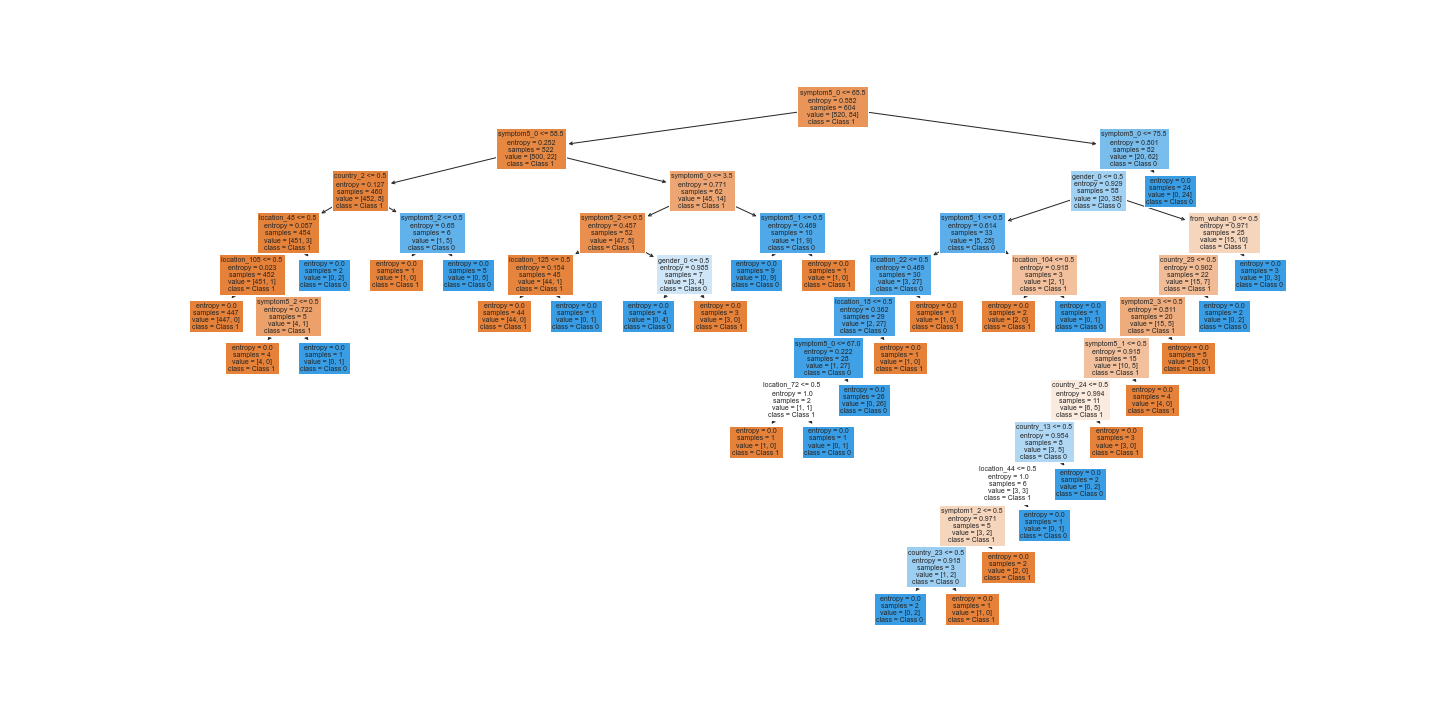 symptom5_0 <= 65.5
entropy = 0.582
samples = 604
value = [520, 84]
class = Class 1
symptom5_0 <= 58.5
entropy = 0.252
samples = 522
value = [500, 22]
class = Class 1
symptom5_0 <= 75.5
entropy = 0.801
samples = 82
value = [20, 62]
class = Class 0
country_2 <= 0.5
entropy = 0.127
samples = 460
value = [452, 8]
class = Class 1
symptom6_0 <= 3.5
entropy = 0.771
samples = 62
value = [48, 14]
class = Class 1
gender_0 <= 0.5
entropy = 0.929
samples = 58
value = [20, 38]
class = Class 0
entropy = 0.0
samples = 24
value = [0, 24]
class = Class 0
location_48 <= 0.5
entropy = 0.057
samples = 454
value = [451, 3]
class = Class 1
symptom5_2 <= 0.5
entropy = 0.65
samples = 6
value = [1, 5]
class = Class 0
symptom5_2 <= 0.5
entropy = 0.457
samples = 52
value = [47, 5]
class = Class 1
symptom5_1 <= 0.5
entropy = 0.469
samples = 10
value = [1, 9]
class = Class 0
symptom5_1 <= 0.5
entropy = 0.614
samples = 33
value = [5, 28]
class = Class 0
from_wuhan_0 <= 0.5
entropy = 0.971
samples = 25
value = [15, 10]
class = Class 1
location_105 <= 0.5
entropy = 0.023
samples = 452
value = [451, 1]
class = Class 1
entropy = 0.0
samples = 2
value = [0, 2]
class = Class 0
entropy = 0.0
samples = 1
value = [1, 0]
class = Class 1
entropy = 0.0
samples = 5
value = [0, 5]
class = Class 0
location_125 <= 0.5
entropy = 0.154
samples = 45
value = [44, 1]
class = Class 1
gender_0 <= 0.5
entropy = 0.985
samples = 7
value = [3, 4]
class = Class 0
entropy = 0.0
samples = 9
value = [0, 9]
class = Class 0
entropy = 0.0
samples = 1
value = [1, 0]
class = Class 1
location_22 <= 0.5
entropy = 0.469
samples = 30
value = [3, 27]
class = Class 0
location_104 <= 0.5
entropy = 0.918
samples = 3
value = [2, 1]
class = Class 1
country_29 <= 0.5
entropy = 0.902
samples = 22
value = [15, 7]
class = Class 1
entropy = 0.0
samples = 3
value = [0, 3]
class = Class 0
entropy = 0.0
samples = 447
value = [447, 0]
class = Class 1
symptom5_2 <= 0.5
entropy = 0.722
samples = 5
value = [4, 1]
class = Class 1
entropy = 0.0
samples = 44
value = [44, 0]
class = Class 1
entropy = 0.0
samples = 1
value = [0, 1]
class = Class 0
entropy = 0.0
samples = 4
value = [0, 4]
class = Class 0
entropy = 0.0
samples = 3
value = [3, 0]
class = Class 1
location_15 <= 0.5
entropy = 0.362
samples = 29
value = [2, 27]
class = Class 0
entropy = 0.0
samples = 1
value = [1, 0]
class = Class 1
entropy = 0.0
samples = 2
value = [2, 0]
class = Class 1
entropy = 0.0
samples = 1
value = [0, 1]
class = Class 0
symptom2_3 <= 0.5
entropy = 0.811
samples = 20
value = [15, 5]
class = Class 1
entropy = 0.0
samples = 2
value = [0, 2]
class = Class 0
entropy = 0.0
samples = 4
value = [4, 0]
class = Class 1
entropy = 0.0
samples = 1
value = [0, 1]
class = Class 0
symptom5_0 <= 67.0
entropy = 0.222
samples = 28
value = [1, 27]
class = Class 0
entropy = 0.0
samples = 1
value = [1, 0]
class = Class 1
symptom5_1 <= 0.5
entropy = 0.918
samples = 15
value = [10, 5]
class = Class 1
entropy = 0.0
samples = 5
value = [5, 0]
class = Class 1
location_72 <= 0.5
entropy = 1.0
samples = 2
value = [1, 1]
class = Class 1
entropy = 0.0
samples = 26
value = [0, 26]
class = Class 0
country_24 <= 0.5
entropy = 0.994
samples = 11
value = [6, 5]
class = Class 1
entropy = 0.0
samples = 4
value = [4, 0]
class = Class 1
entropy = 0.0
samples = 1
value = [1, 0]
class = Class 1
entropy = 0.0
samples = 1
value = [0, 1]
class = Class 0
country_13 <= 0.5
entropy = 0.954
samples = 8
value = [3, 5]
class = Class 0
entropy = 0.0
samples = 3
value = [3, 0]
class = Class 1
location_44 <= 0.5
entropy = 1.0
samples = 6
value = [3, 3]
class = Class 1
entropy = 0.0
samples = 2
value = [0, 2]
class = Class 0
symptom1_2 <= 0.5
entropy = 0.971
samples = 5
value = [3, 2]
class = Class 1
entropy = 0.0
samples = 1
value = [0, 1]
class = Class 0
country_23 <= 0.5
entropy = 0.918
samples = 3
value = [1, 2]
class = Class 0
entropy = 0.0
samples = 2
value = [2, 0]
class = Class 1
entropy = 0.0
samples = 2
value = [0, 2]
class = Class 0
entropy = 0.0
samples = 1
value = [1, 0]
class = Class 1